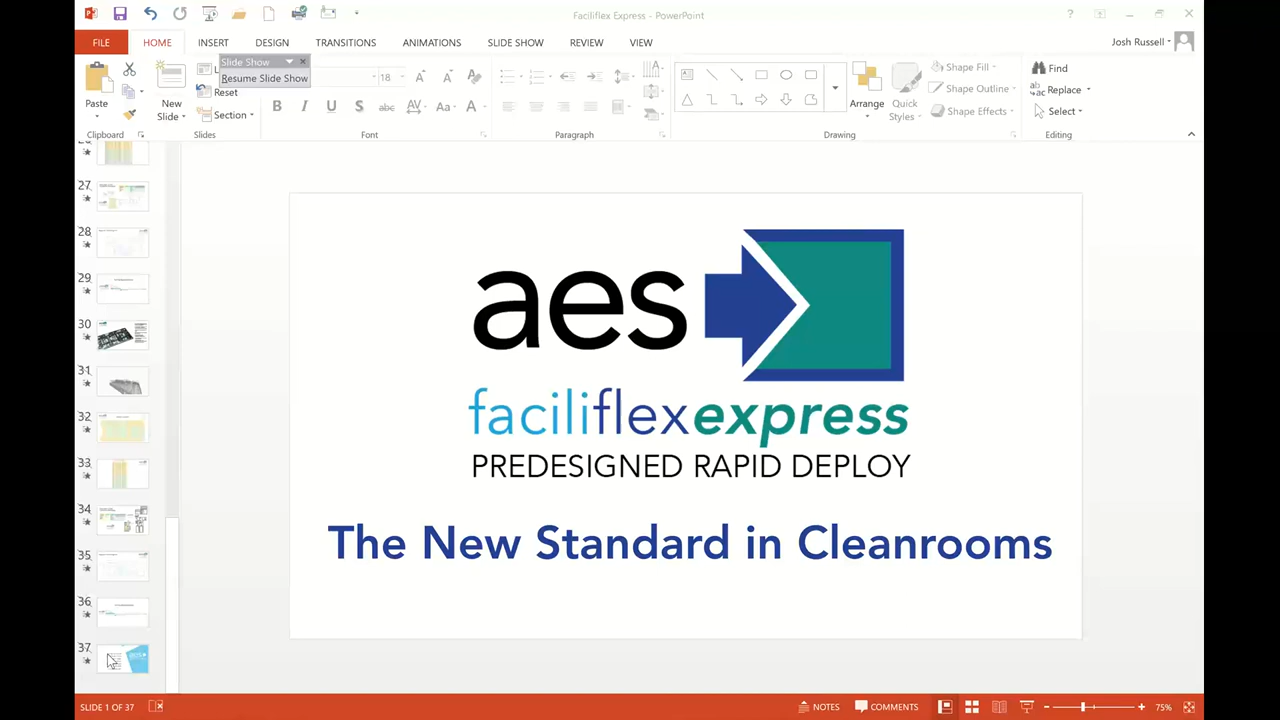 Faciliflex Express - PowerPoint
?
FILE
HOME
INSERT
DESIGN
TRANSITIONS
ANIMATIONS
SLIDE SHOW
REVIEW
VIEW
Josh Russell
Slide Show
Resume Slide Show
Paste
New
Slide
Reset
Section
18
B I U S abc AV Aa A
Arrange
Quick
Styles
Shape Fill
Shape Outline
Shape Effects
Find
Replace
Select
Clipboard
Slides
Font
Paragraph
Drawing
Editing
27
28
29
30
31
32
33
34
35
36
37
aes
faciliflexexpress
PREDESIGNED RAPID DEPLOY
The New Standard in Cleanrooms
SLIDE 1 OF 37
NOTES
COMMENTS
75%